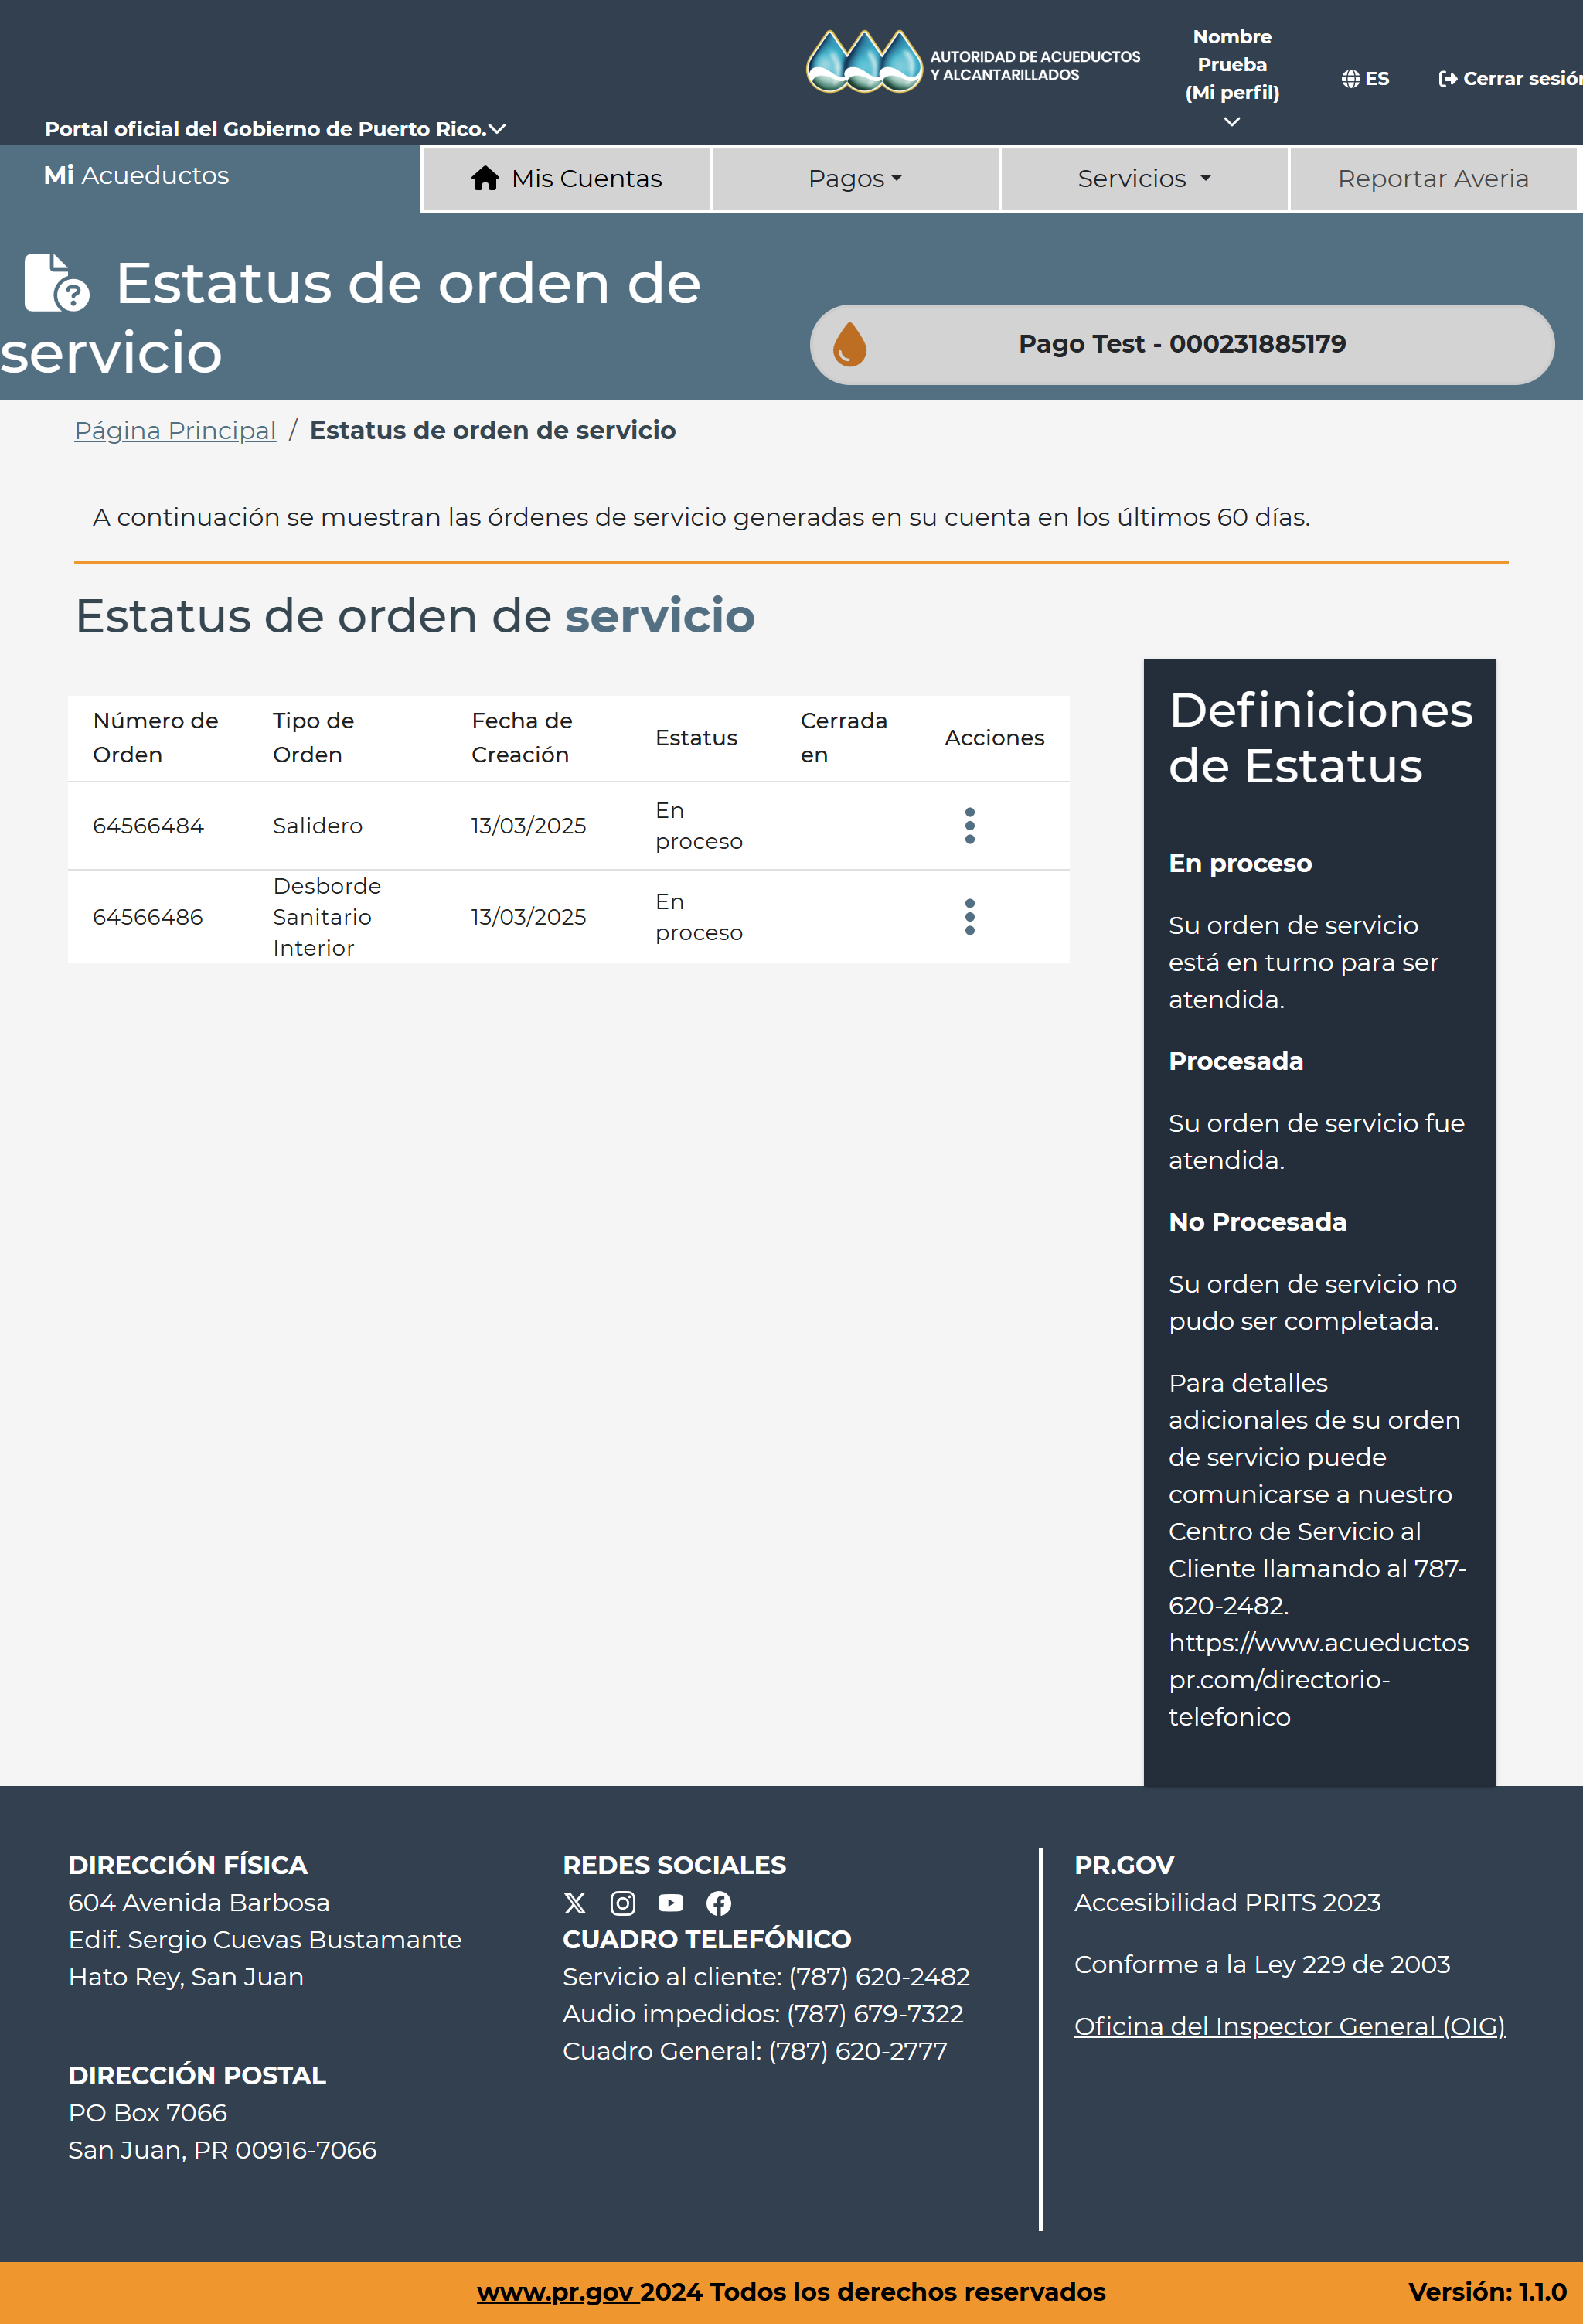 AUTORIDAD DE ACUEDUCTOS
Y ALCANTARILLADOS
Nombre
Prueba
(Mi perfil)
ES
Cerrar sesión
Portal oficial del Gobierno de Puerto Rico.
Mi Acueductos
Mis Cuentas
Pagos
Servicios
Reportar Averia
Estatus de orden de
servicio
Pago Test - 000231885179
Página Principal / Estatus de orden de servicio
A continuación se muestran las órdenes de servicio generadas en su cuenta en los últimos 60 días.
Estatus de orden de servicio
Número de Orden
Tipo de Orden
Fecha de Creación
Estatus
Cerrada en
Acciones
64566484
Salidero
13/03/2025
En proceso
64566486
Desborde Sanitario Interior
13/03/2025
En proceso
Definiciones
de Estatus
En proceso
Su orden de servicio
está en turno para ser
atendida.
Procesada
Su orden de servicio fue
atendida.
No Procesada
Su orden de servicio no
pudo ser completada.
Para detalles
adicionales de su orden
de servicio puede
comunicarse a nuestro
Centro de Servicio al
Cliente llamando al 787-
620-2482.
https://www.acueductos
pr.com/directorio-
telefonico
DIRECCIÓN FÍSICA
604 Avenida Barbosa
Edif. Sergio Cuevas Bustamante
Hato Rey, San Juan
DIRECCIÓN POSTAL
PO Box 7066
San Juan, PR 00916-7066
REDES SOCIALES
CUADRO TELEFÓNICO
Servicio al cliente: (787) 620-2482
Audio impedidos: (787) 679-7322
Cuadro General: (787) 620-2777
PR.GOV
Accesibilidad PRITS 2023
Conforme a la Ley 229 de 2003
Oficina del Inspector General (OIG)
www.pr.gov 2024 Todos los derechos reservados
Versión: 1.1.0